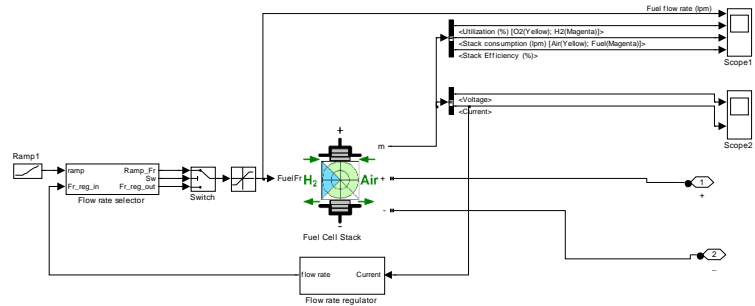 Fuel flow rate (lpm)
<Utilization (%) [O2(Yellow); H2(Magenta)]>
<Stack consumption (lpm) [Air(Yellow); Fuel(Magenta)]>
<Stack Efficiency (%)>
Scope1
<Voltage>
<Current>
Scope2
+
m
Ramp1
ramp
Fr_reg_in
Ramp_Fr
Sw
Fr_reg_out
Flow rate selector
Switch
FuelFr
H2
Air
+
-
-
Fuel Cell Stack
1
+
2
_
flow rate
Current
Flow rate regulator